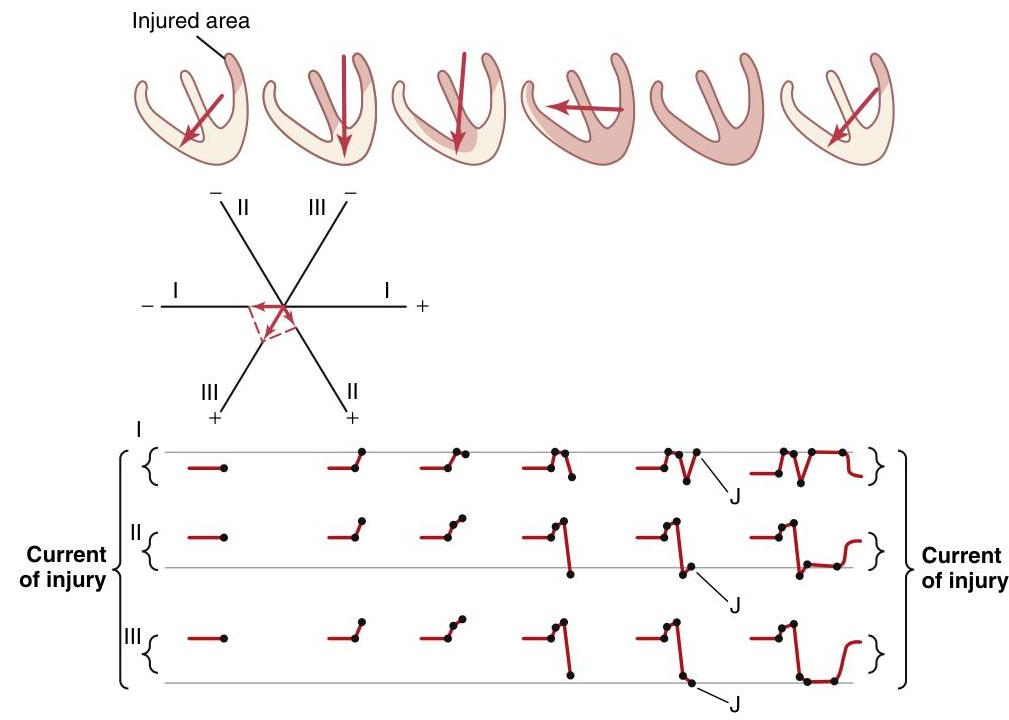 Injured area
− −
II III
I I
− +
III II
+ +
I
J
II
Current
of injury
Current
of injury
J
III
J